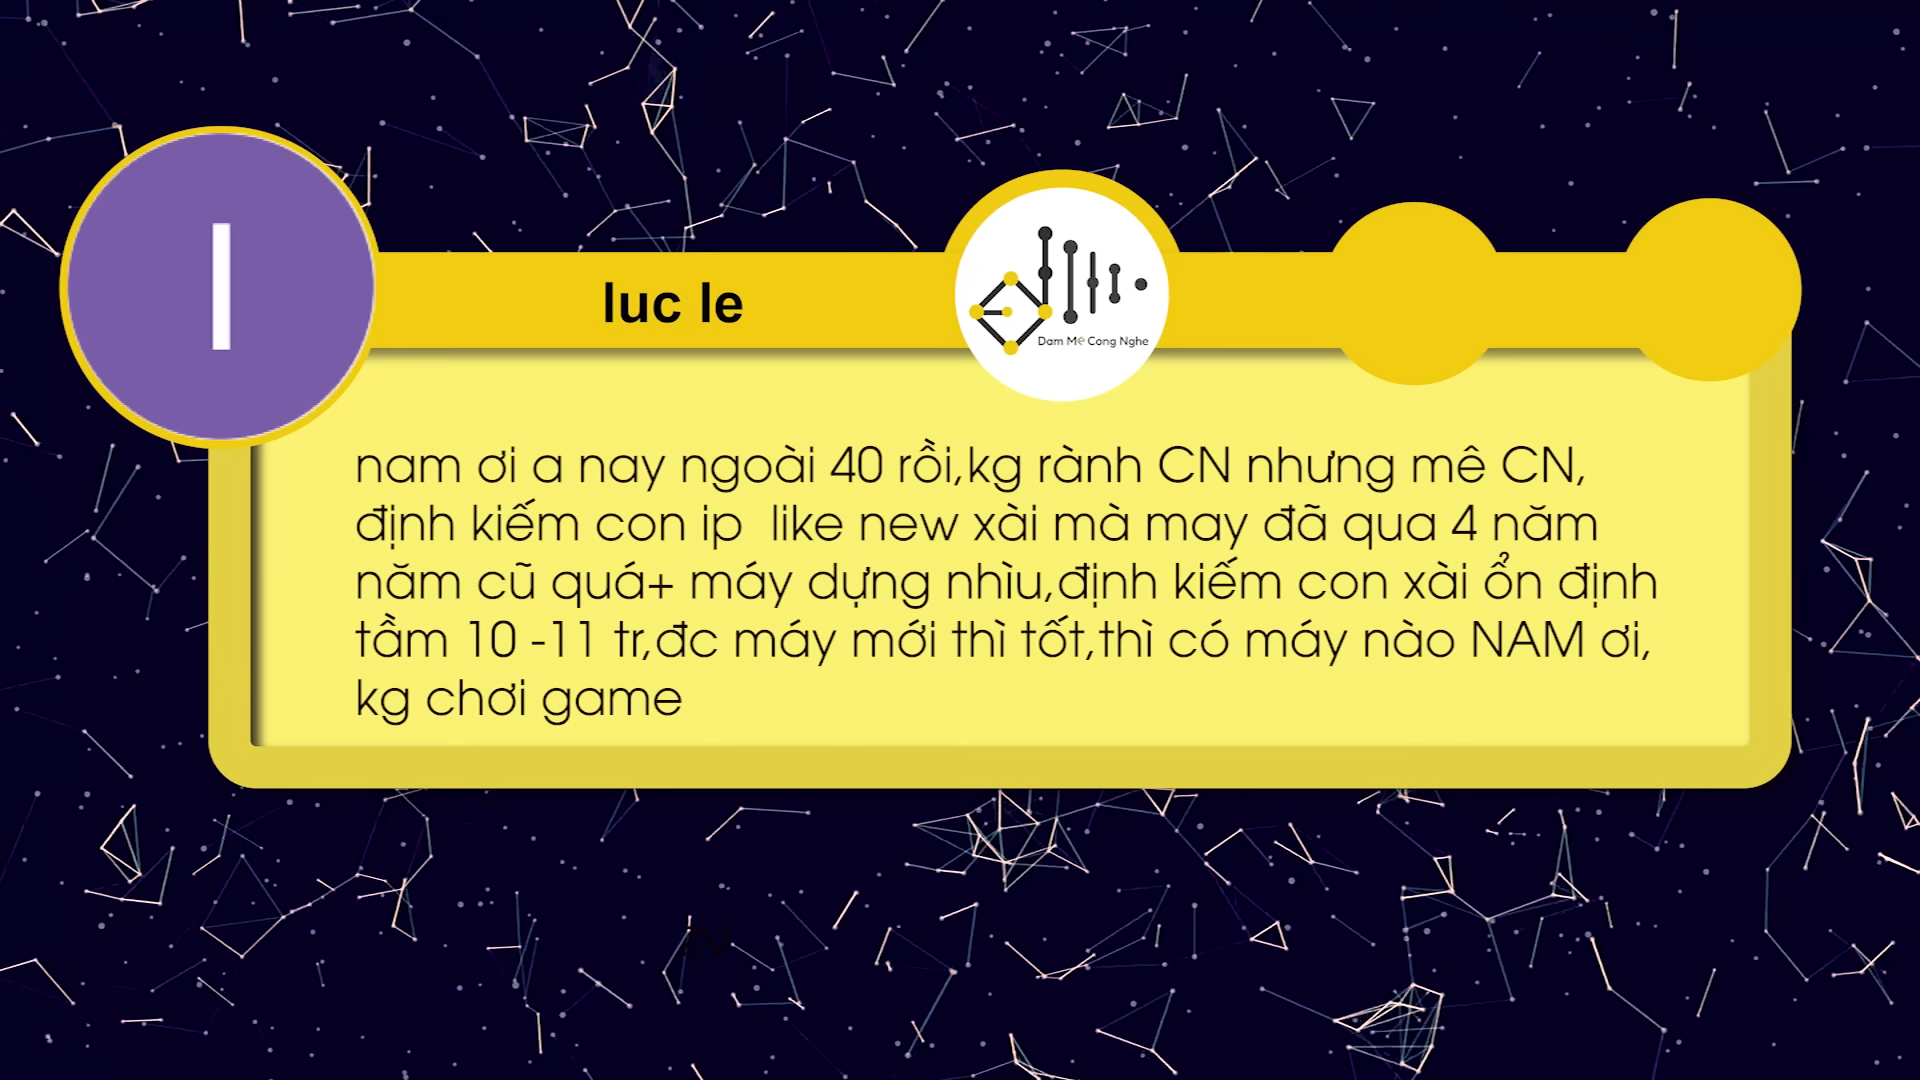 l
luc le
Dam Mê Cong Nghe
nam ơi a nay ngoài 40 rồi,kg rành CN nhưng mê CN,
định kiếm con ip  like new xài mà may đã qua 4 năm
năm cũ quá+ máy dựng nhìu,định kiếm con xài ổn định
tầm 10 -11 tr,đc máy mới thì tốt,thì có máy nào NAM ơi,
kg chơi game